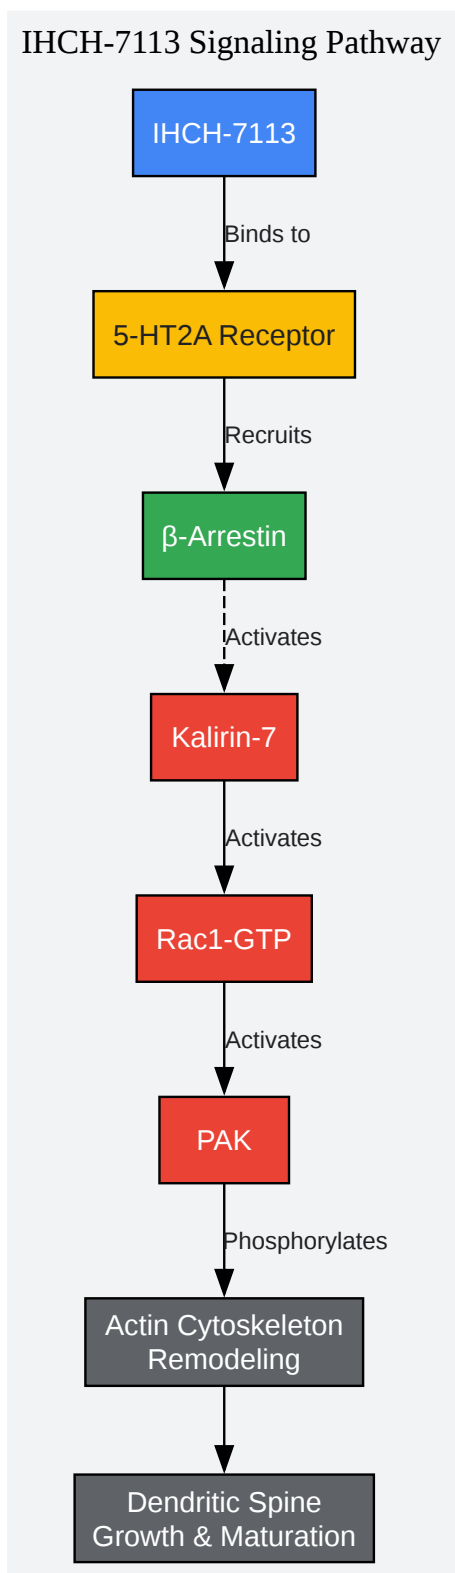 IHCH-7113 Signaling Pathway
IHCH-7113
Binds to
5-HT2A Receptor
Recruits
β-Arrestin
Activates
Kalirin-7
Activates
Rac1-GTP
Activates
PAK
Phosphorylates
Actin Cytoskeleton
Remodeling
Dendritic Spine
Growth & Maturation